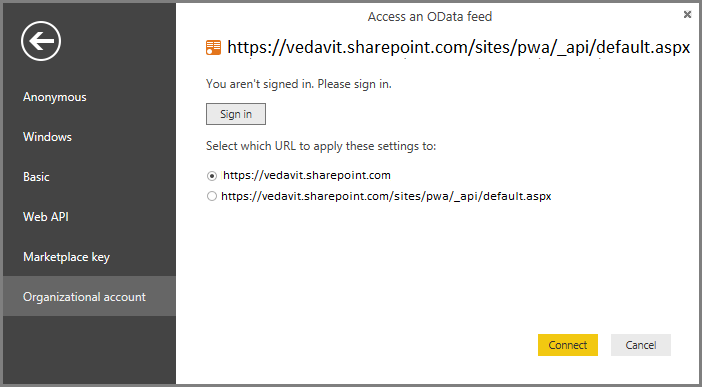 Access an OData feed
https://vedavit.sharepoint.com/sites/pwa/_api/default.aspx
You aren't signed in. Please sign in.
Sign in
Select which URL to apply these settings to:
https://vedavit.sharepoint.com
https://vedavit.sharepoint.com/sites/pwa/_api/default.aspx
Anonymous
Windows
Basic
Web API
Marketplace key
Organizational account
Connect
Cancel